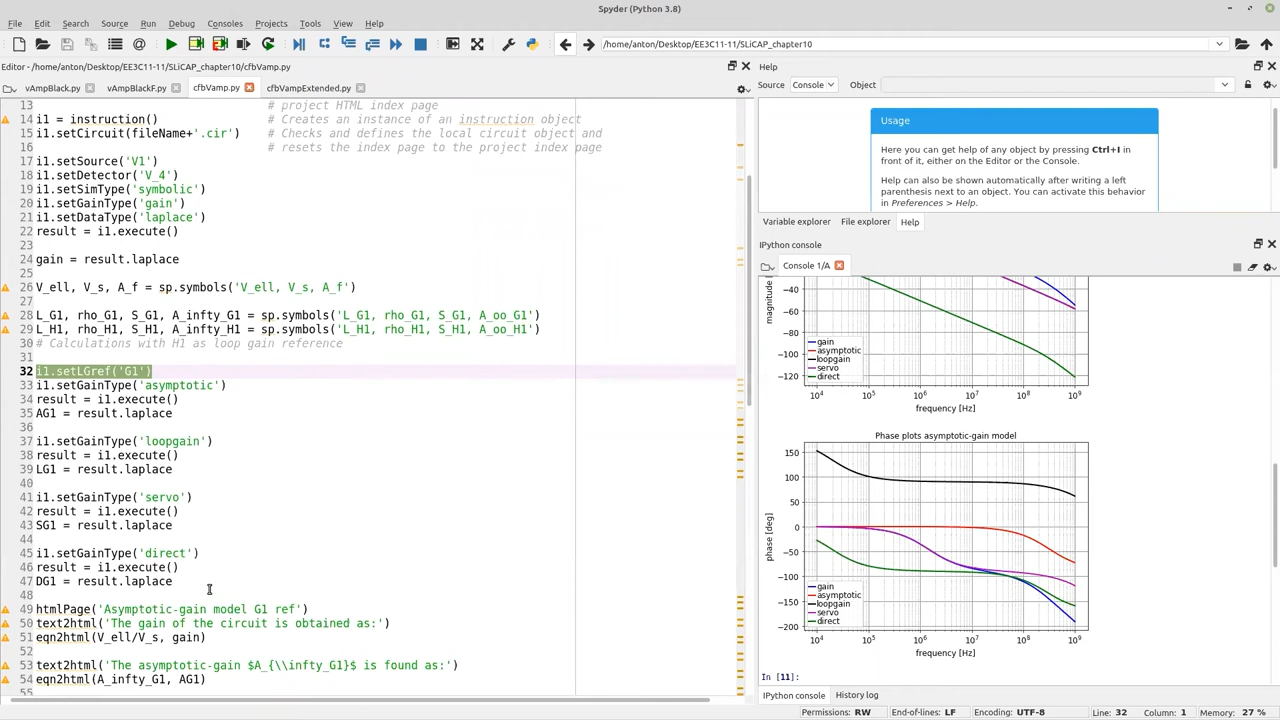 Spyder (Python 3.8)
File Edit Search Source Run Debug Consoles Projects Tools View Help
/home/anton/Desktop/EE3C11-11/SLiCAP_chapter10
Editor - /home/anton/Desktop/EE3C11-11/SLiCAP_chapter10/cfbVamp.py
vAmpBlack.py vAmpBlackF.py cfbVamp.py cfbVampExtended.py
13 # project HTML index page
14 i1 = instruction() # Creates an instance of an instruction object
15 i1.setCircuit(fileName+'.cir') # Checks and defines the local circuit object and
16 # resets the index page to the project index page
17 i1.setSource('V1')
18 i1.setDetector('V_4')
19 i1.setSimType('symbolic')
20 i1.setGainType('gain')
21 i1.setDataType('laplace')
22 result = i1.execute()
23
24 gain = result.laplace
25
26 V_ell, V_s, A_f = sp.symbols('V_ell, V_s, A_f')
27
28 L_G1, rho_G1, S_G1, A_infty_G1 = sp.symbols('L_G1, rho_G1, S_G1, A_oo_G1')
29 L_H1, rho_H1, S_H1, A_infty_H1 = sp.symbols('L_H1, rho_H1, S_H1, A_oo_H1')
30 # Calculations with H1 as loop gain reference
31
32 i1.setLGref('G1')
33 i1.setGainType('asymptotic')
34 result = i1.execute()
35 AG1 = result.laplace
36
37 i1.setGainType('loopgain')
38 result = i1.execute()
39 LG1 = result.laplace
40
41 i1.setGainType('servo')
42 result = i1.execute()
43 SG1 = result.laplace
44
45 i1.setGainType('direct')
46 result = i1.execute()
47 DG1 = result.laplace
48
49 htmlPage('Asymptotic-gain model G1 ref')
50 text2html('The gain of the circuit is obtained as:')
51 eqn2html(V_ell/V_s, gain)
52
53 text2html('The asymptotic-gain $A_{\\infty_G1}$ is found as:')
54 eqn2html(A_infty_G1, AG1)
55
Help
Source Console Object
Usage
Here you can get help of any object by pressing Ctrl+I in
front of it, either on the Editor or the Console.
Help can also be shown automatically after writing a left
parenthesis next to an object. You can activate this behavior
in Preferences > Help.
Variable explorer File explorer Help
IPython console
Console 1/A
magnitude
−40
−60
−80
−100
−120
gain
asymptotic
loopgain
servo
direct
10⁴ 10⁵ 10⁶ 10⁷ 10⁸ 10⁹
frequency [Hz]
Phase plots asymptotic-gain model
phase [deg]
150
100
50
0
−50
−100
−150
−200
gain
asymptotic
loopgain
servo
direct
10⁴ 10⁵ 10⁶ 10⁷ 10⁸ 10⁹
frequency [Hz]
In [11]:
IPython console History log
Permissions: RW End-of-lines: LF Encoding: UTF-8 Line: 32 Column: 1 Memory: 27 %